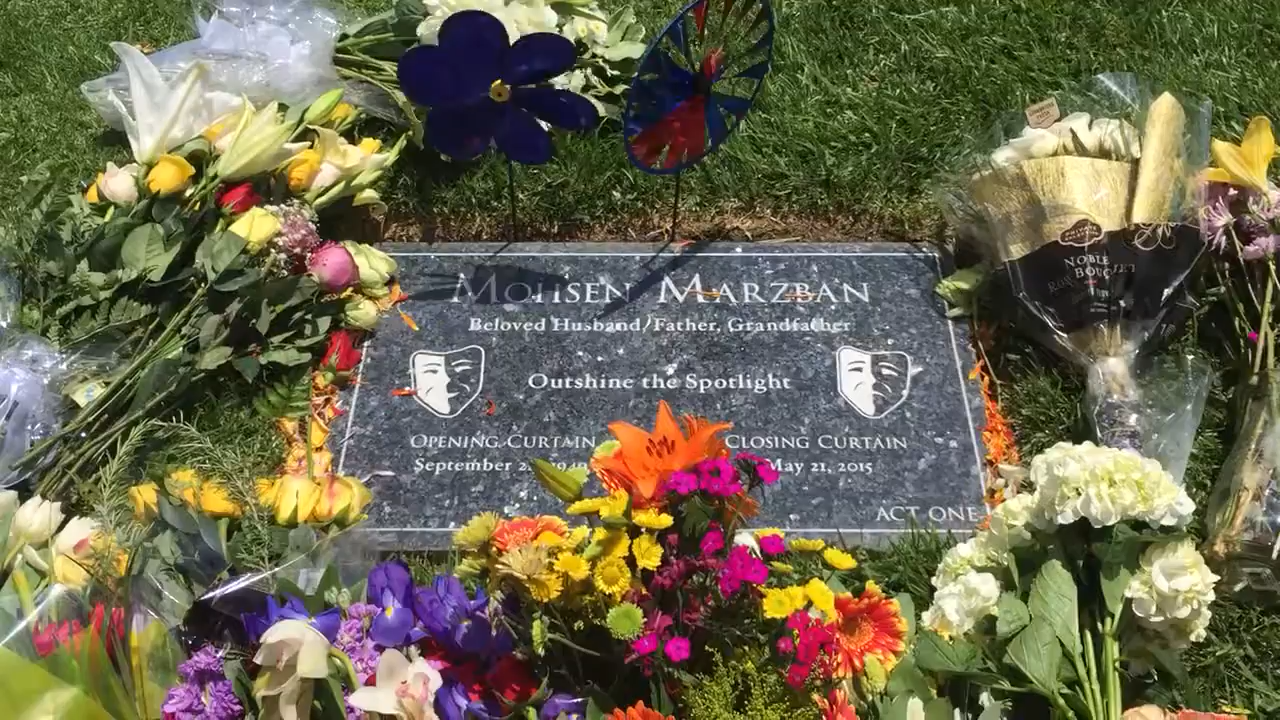 MOHSEN MARZBAN
Beloved Husband, Father, Grandfather
Outshine the Spotlight
OPENING CURTAIN
CLOSING CURTAIN
September
May 21, 2015
ACT ONE
NOBLE
BOUQUET